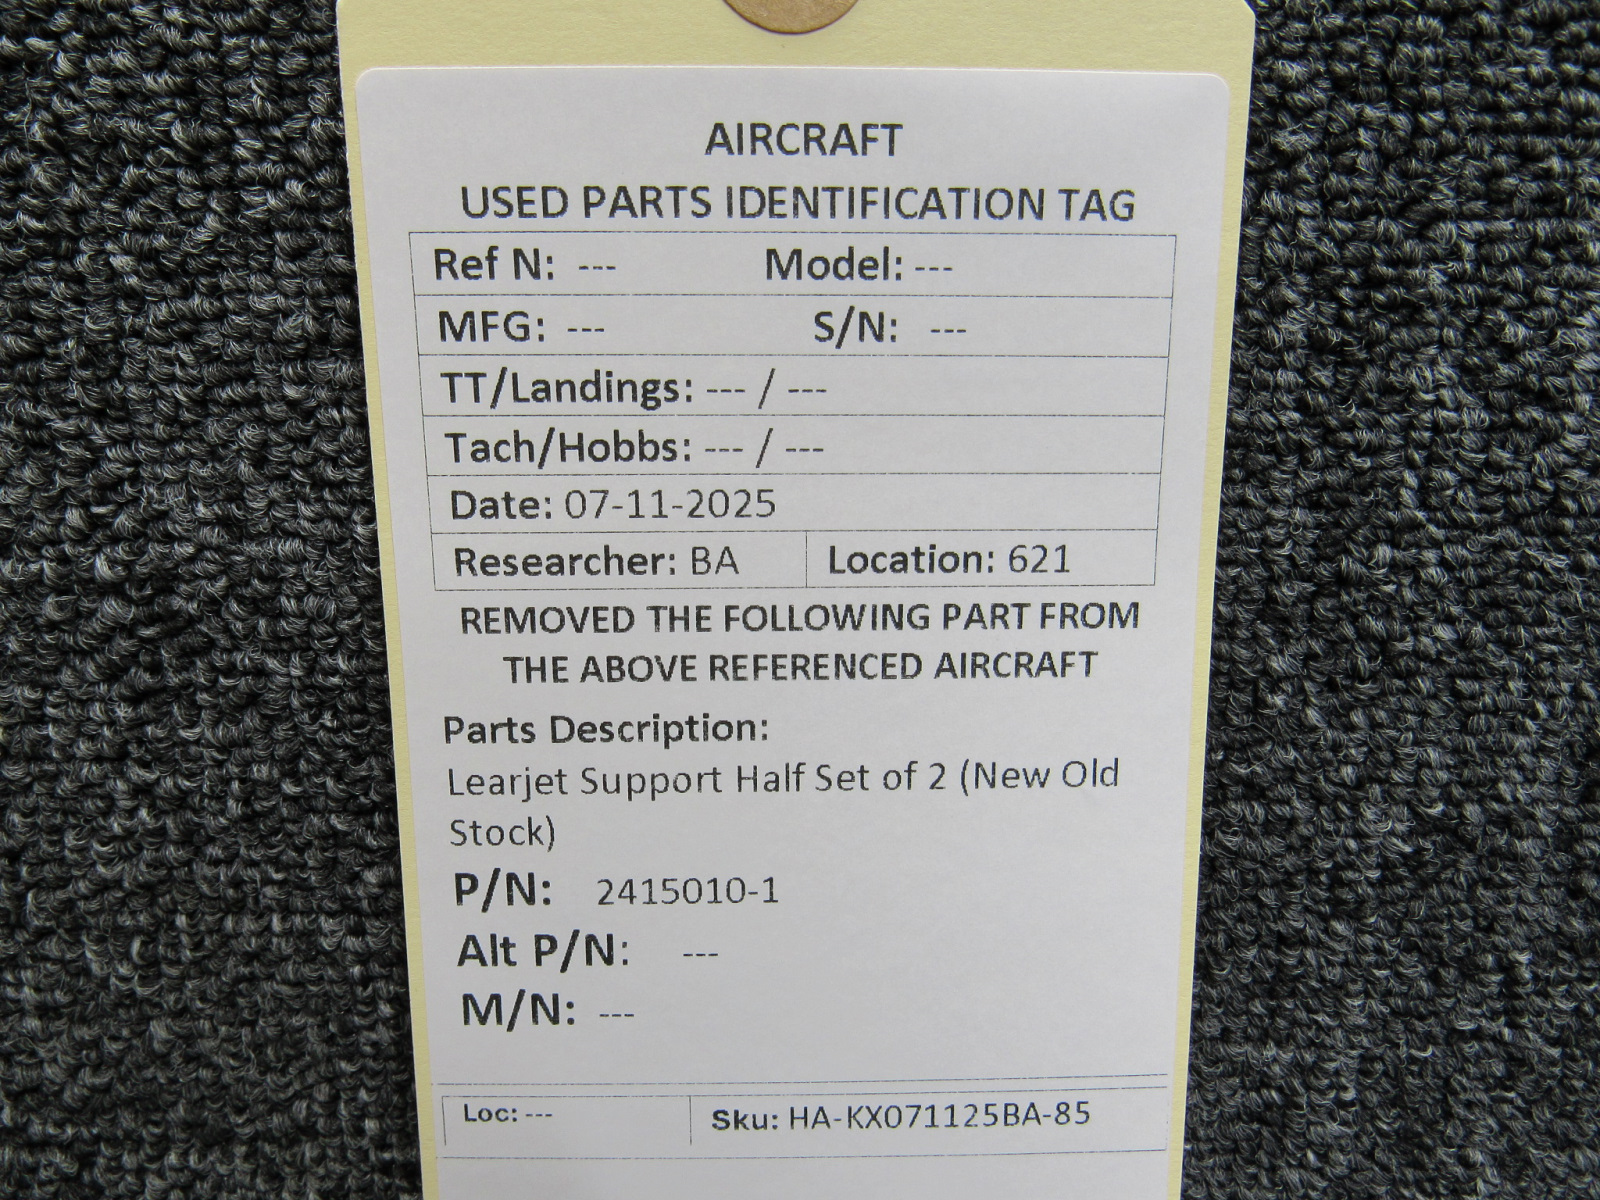 AIRCRAFT
USED PARTS IDENTIFICATION TAG
Ref N: --- Model: ---
MFG: --- S/N: ---
TT/Landings: --- / ---
Tach/Hobbs: --- / ---
Date: 07-11-2025
Researcher: BA Location: 621
REMOVED THE FOLLOWING PART FROM
THE ABOVE REFERENCED AIRCRAFT
Parts Description:
Learjet Support Half Set of 2 (New Old
Stock)
P/N: 2415010-1
Alt P/N: ---
M/N: ---
Loc: --- Sku: HA-KX071125BA-85